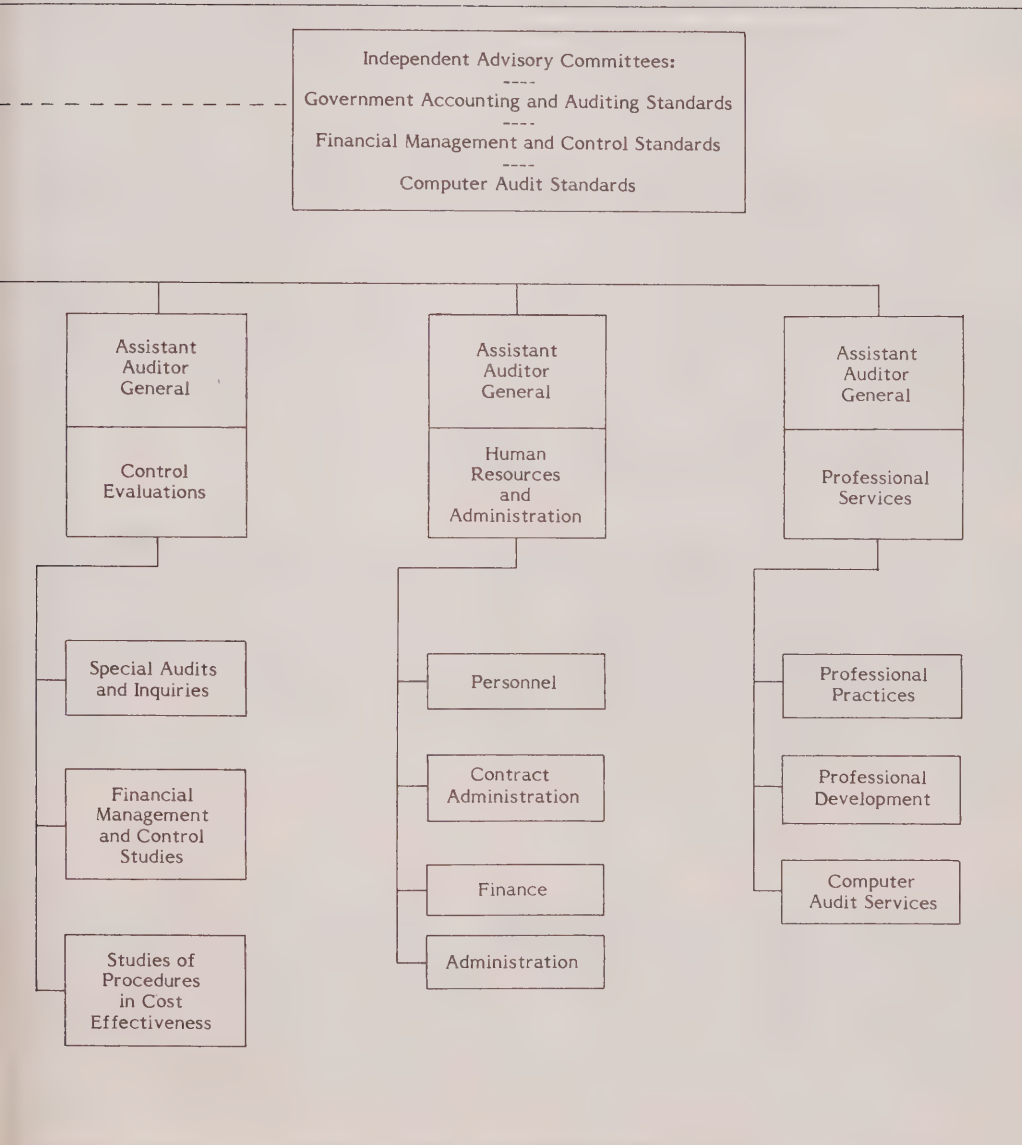 Independent Advisory Committees:
----
Government Accounting and Auditing Standards
----
Financial Management and Control Standards
----
Computer Audit Standards
Assistant
Auditor
General
Control
Evaluations
Special Audits
and Inquiries
Financial
Management
and Control
Studies
Studies of
Procedures
in Cost
Effectiveness
Assistant
Auditor
General
Human
Resources
and
Administration
Personnel
Contract
Administration
Finance
Administration
Assistant
Auditor
General
Professional
Services
Professional
Practices
Professional
Development
Computer
Audit Services